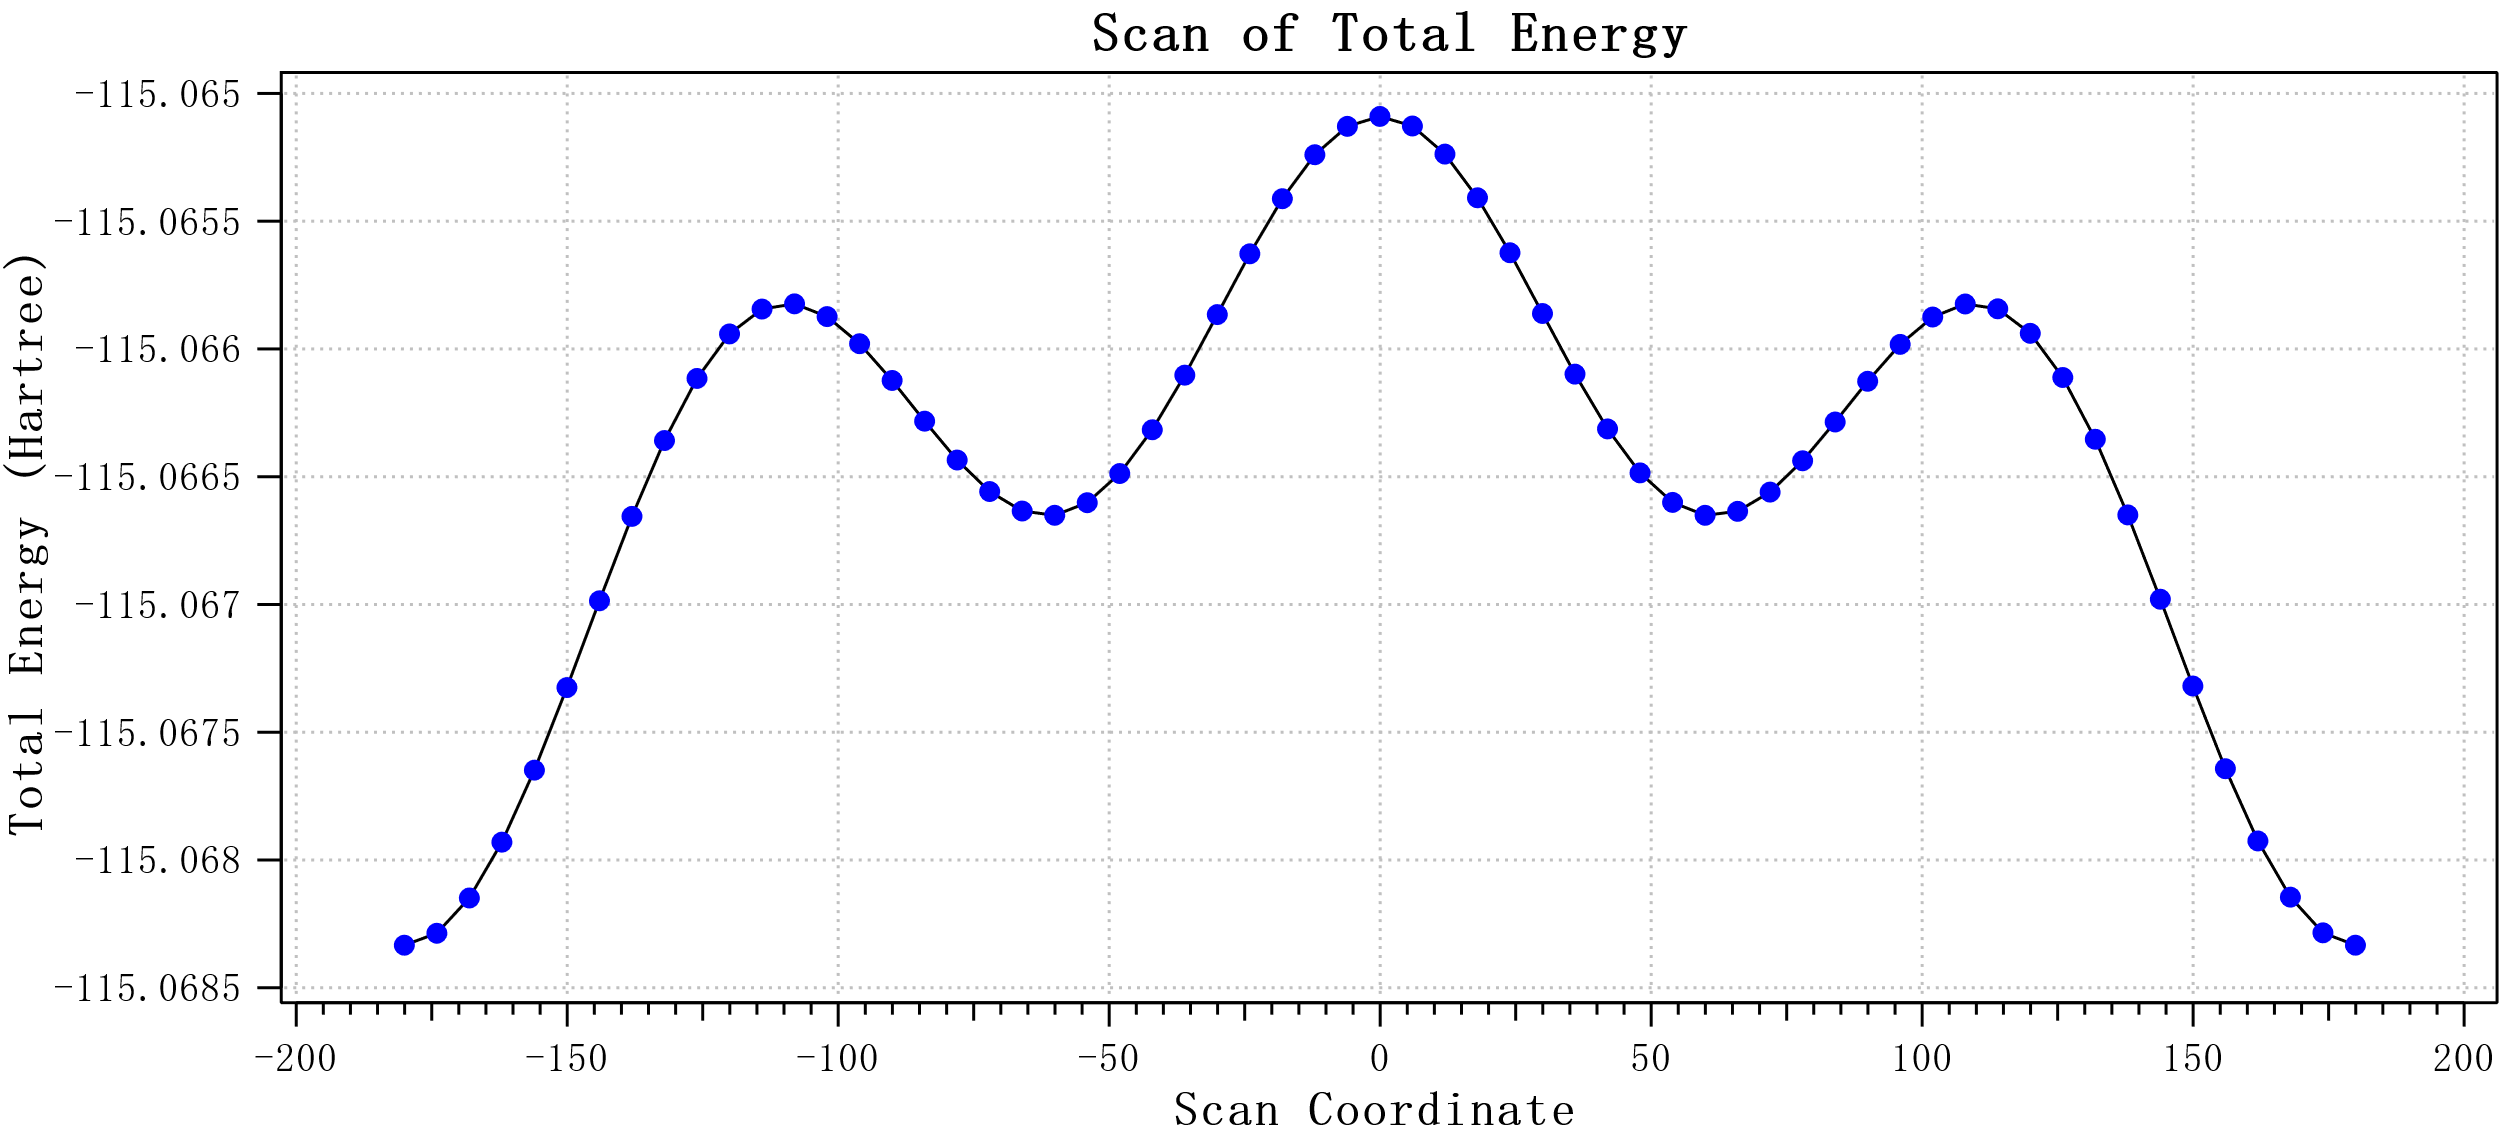 Scan of Total Energy
-115.065
-115.0655
-115.066
-115.0665
-115.067
-115.0675
-115.068
-115.0685
Total Energy (Hartree)
-200 -150 -100 -50 0 50 100 150 200
Scan Coordinate